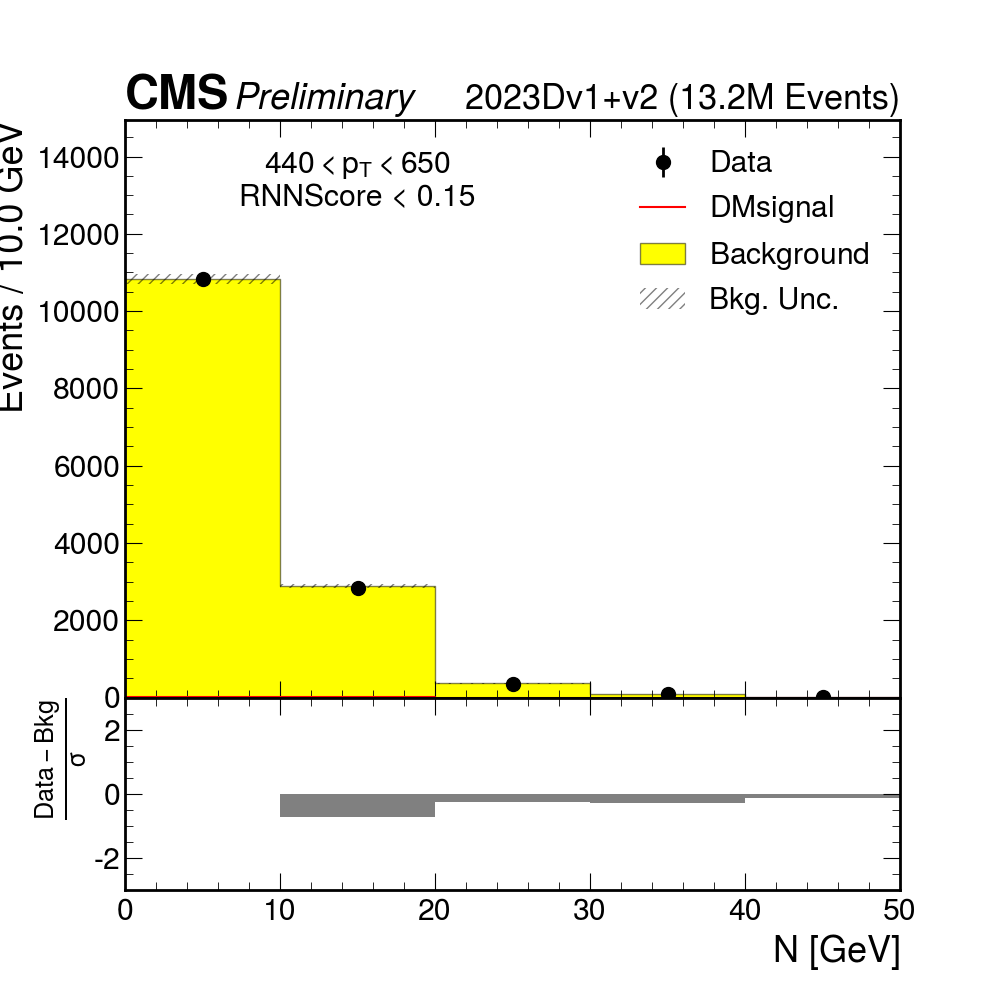 CMS Preliminary 2023Dv1+v2 (13.2M Events)
Events / 10.0 GeV
14000
12000
10000
8000
6000
4000
2000
0
440 < pT < 650
RNNScore < 0.15
Data
DMsignal
Background
Bkg. Unc.
Data – Bkg
σ
2
0
-2
0 10 20 30 40 50
N [GeV]